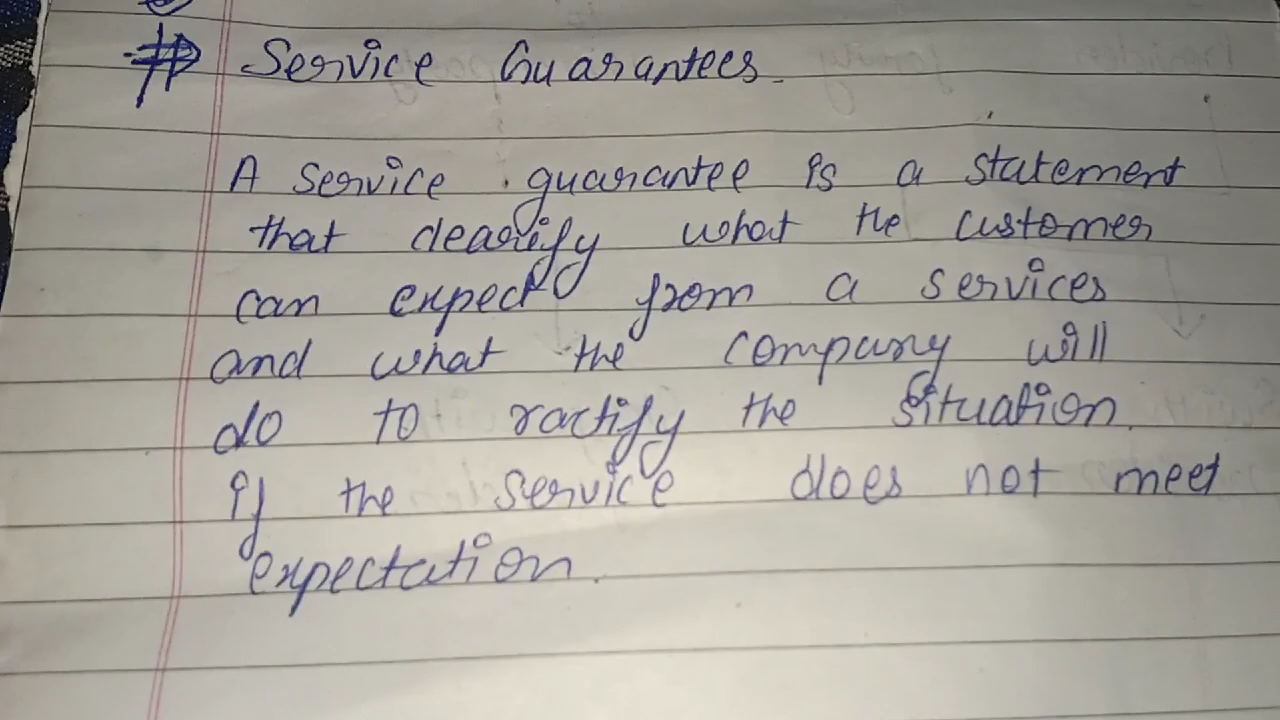 # Service Guarantees.
A service guarantee is a statement
that clearify what the customer
can expect from a services
and what the company will
do to ractify the situation.
if the service does not meet
expectation.